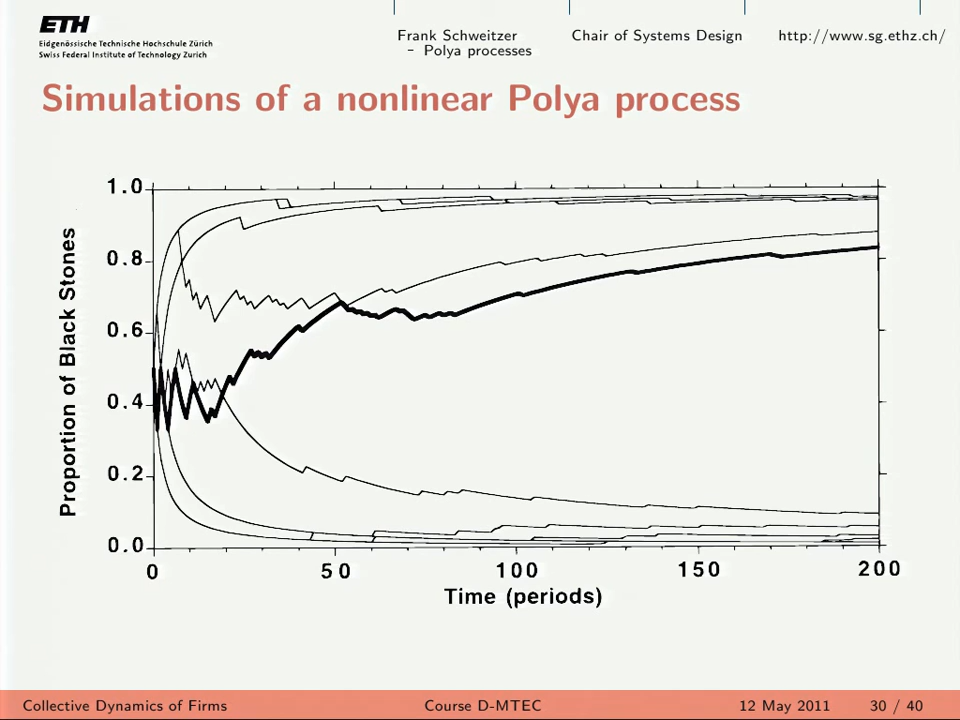 ETH
Eidgenössische Technische Hochschule Zürich
Swiss Federal Institute of Technology Zurich
Frank Schweitzer
– Polya processes
Chair of Systems Design
http://www.sg.ethz.ch/
Simulations of a nonlinear Polya process
Proportion of Black Stones
1.0
0.8
0.6
0.4
0.2
0.0
0 50 100 150 200
Time (periods)
Collective Dynamics of Firms Course D-MTEC 12 May 2011 30 / 40